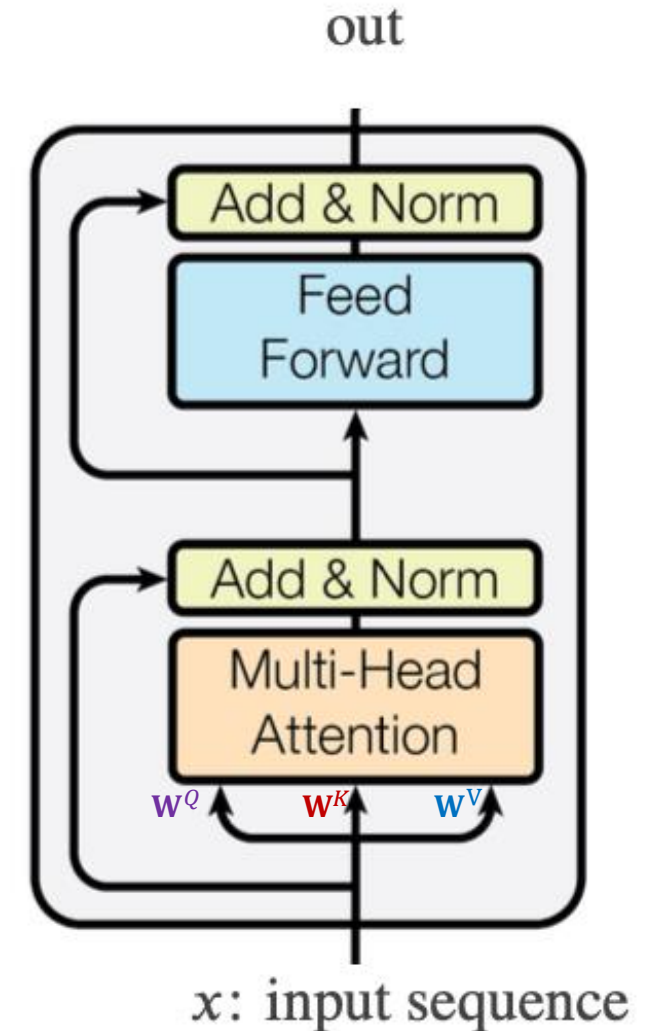 out
Add & Norm
Feed
Forward
Add & Norm
Multi-Head
Attention
W^Q W^K W^V
x: input sequence